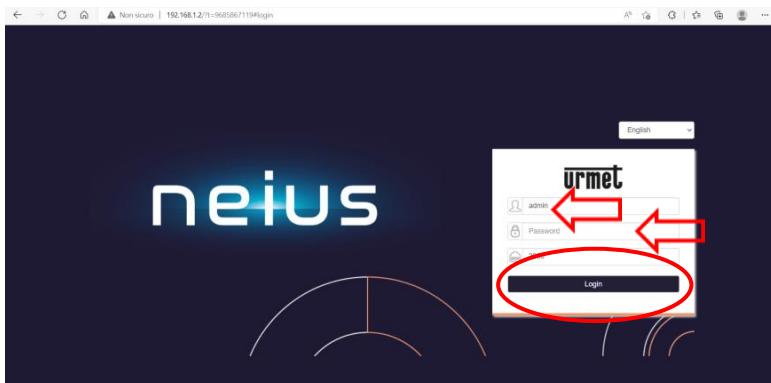 Non sicuro | 192.168.1.2/?t=9685867119#login
English
urmet
neius
admin
Password
Login